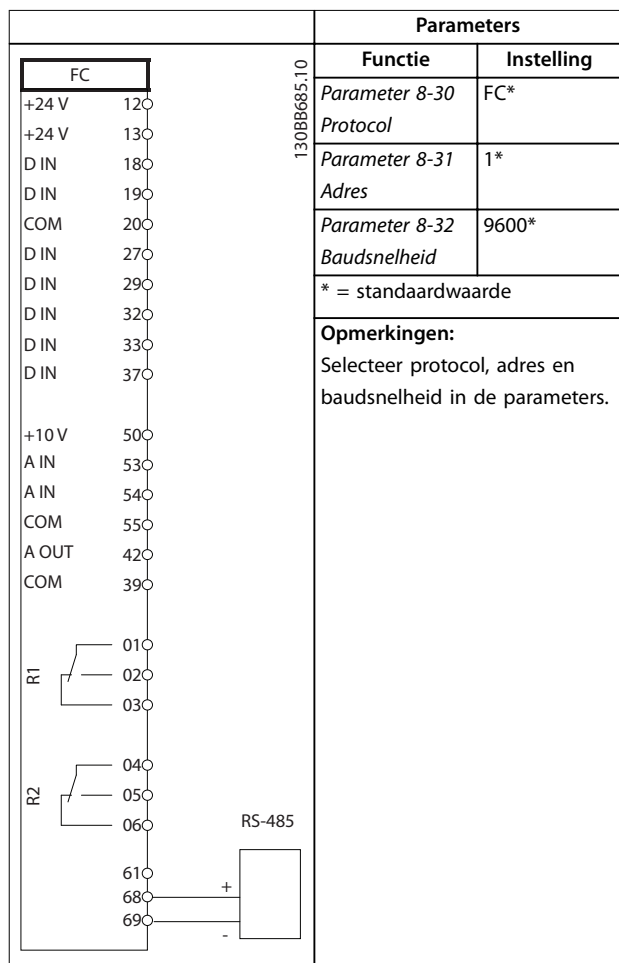 Parameters
Functie Instelling
Parameter 8-30 FC*
Protocol
Parameter 8-31 1*
Adres
Parameter 8-32 9600*
Baudsnelheid
* = standaardwaarde
Opmerkingen:
Selecteer protocol, adres en
baudsnelheid in de parameters.
FC
130BB685.10
+24 V 12
+24 V 13
D IN 18
D IN 19
COM 20
D IN 27
D IN 29
D IN 32
D IN 33
D IN 37
+10 V 50
A IN 53
A IN 54
COM 55
A OUT 42
COM 39
R1
01
02
03
R2
04
05
06
RS-485
61
68 +
69 -